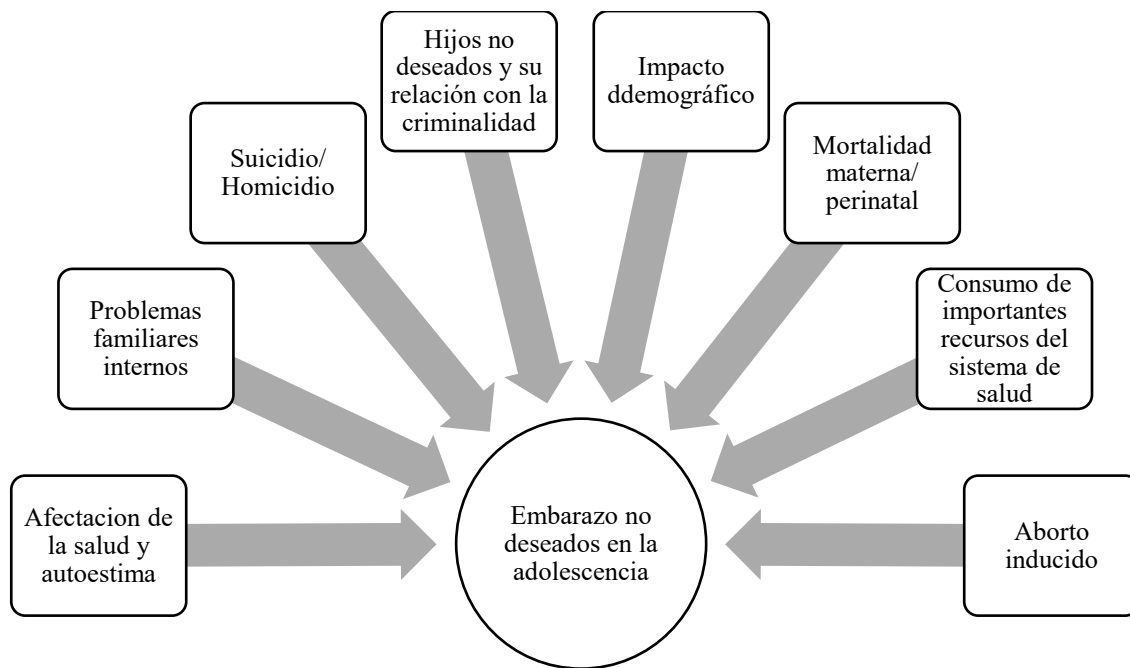 Hijos no
deseados y su
relación con la
criminalidad
Impacto
ddemográfico
Suicidio/
Homicidio
Mortalidad
materna/
perinatal
Problemas
familiares
internos
Consumo de
importantes
recursos del
sistema de
salud
Afectacion de
la salud y
autoestima
Embarazo no
deseados en la
adolescencia
Aborto
inducido